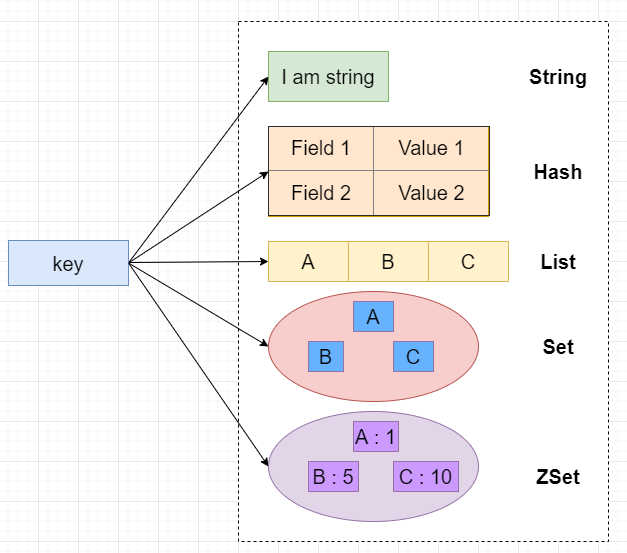 I am string
String
Field 1 Value 1
Hash
Field 2 Value 2
key
A B C
List
A
Set
B C
A : 1
B : 5 C : 10
ZSet